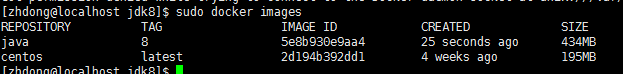 [zhdong@localhost jdk8]$ sudo docker images
REPOSITORY TAG IMAGE ID CREATED SIZE
java 8 5e8b930e9aa4 25 seconds ago 434MB
centos latest 2d194b392dd1 4 weeks ago 195MB
[zhdong@localhost jdk8]$